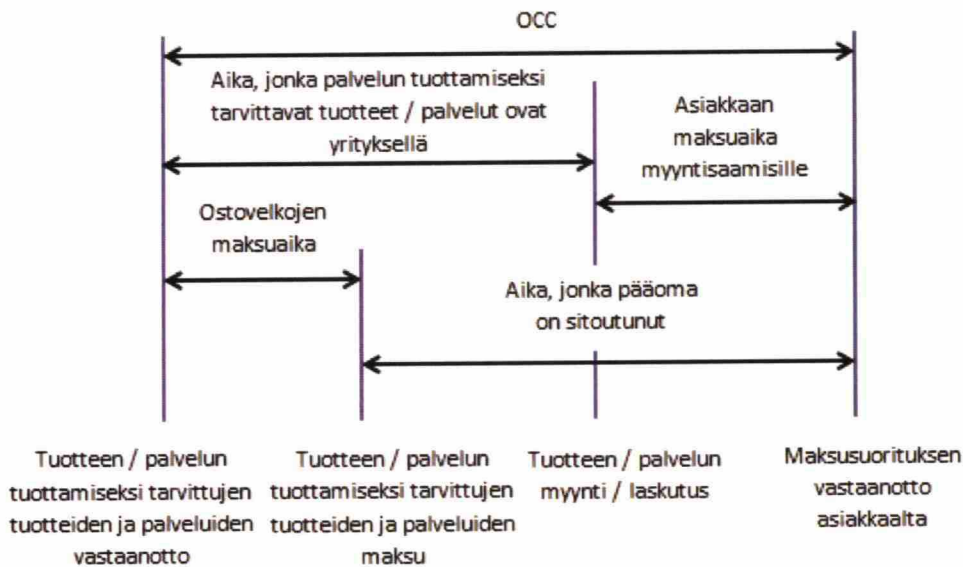 OCC
Aika, jonka palvelun tuottamiseksi
tarvittavat tuotteet / palvelut ovat
yrityksellä
Asiakkaan
maksuaika
myyntisaamisille
Ostovelkojen
maksuaika
Aika, jonka pääoma
on sitoutunut
Tuotteen / palvelun
tuottamiseksi tarvittujen
tuotteiden ja palveluiden
vastaanotto
Tuotteen / palvelun
tuottamiseksi tarvittujen
tuotteiden ja palveluiden
maksu
Tuotteen / palvelun
myynti / laskutus
Maksusuorituksen
vastaanotto
asiakkaalta